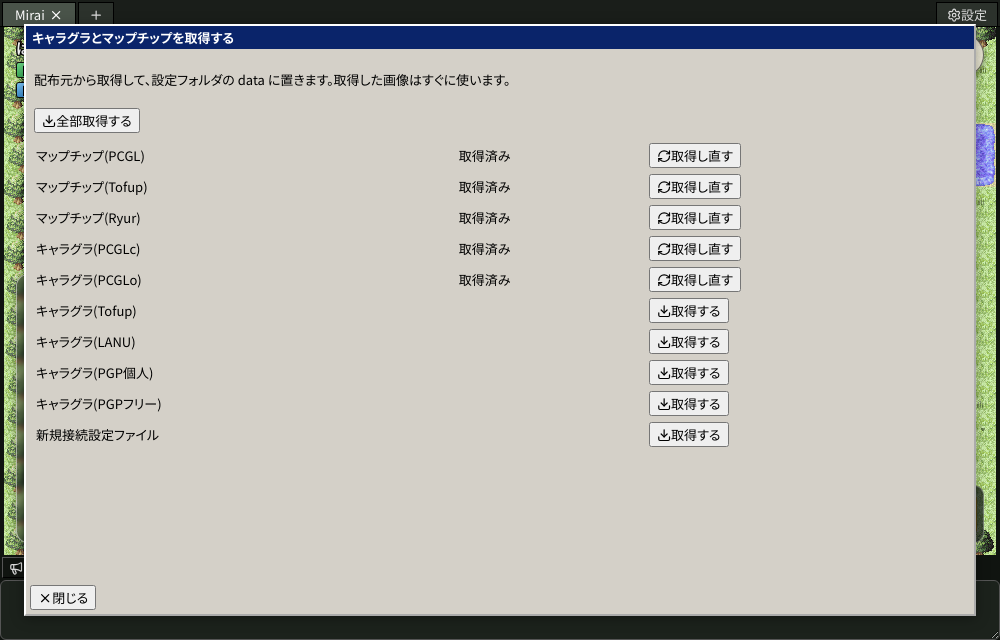 Mirai
設定
キャラグラとマップチップを取得する
配布元から取得して、設定フォルダの data に置きます。取得した画像はすぐに使います。
全部取得する
マップチップ(PCGL) 取得済み 取得し直す
マップチップ(Tofup) 取得済み 取得し直す
マップチップ(Ryur) 取得済み 取得し直す
キャラグラ(PCGLc) 取得済み 取得し直す
キャラグラ(PCGLo) 取得済み 取得し直す
キャラグラ(Tofup) 取得する
キャラグラ(LANU) 取得する
キャラグラ(PGP個人) 取得する
キャラグラ(PGPフリー) 取得する
新規接続設定ファイル 取得する
閉じる